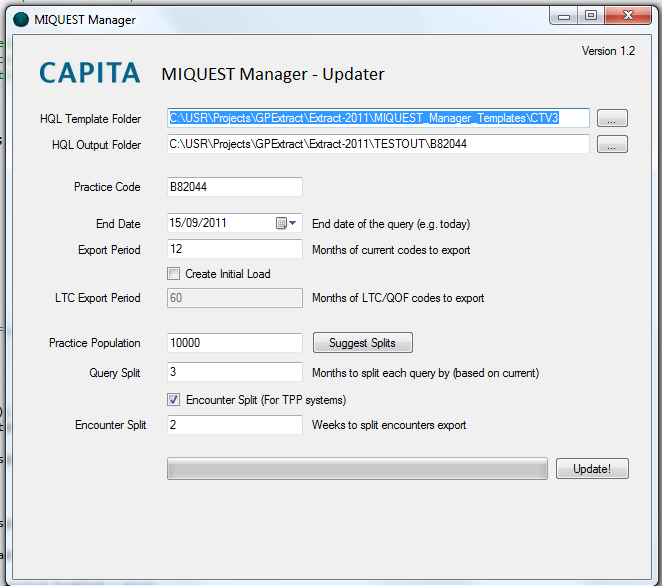 MIQUEST Manager
Version 1.2
CAPITA MIQUEST Manager - Updater
HQL Template Folder C:\USR\Projects\GPExtract\Extract-2011\MIQUEST_Manager_Templates\CTV3 ...
HQL Output Folder C:\USR\Projects\GPExtract\Extract-2011\TESTOUT\B82044 ...
Practice Code B82044
End Date 15/09/2011 End date of the query (e.g. today)
Export Period 12 Months of current codes to export
Create Initial Load
LTC Export Period 60 Months of LTC/QOF codes to export
Practice Population 10000 Suggest Splits
Query Split 3 Months to split each query by (based on current)
Encounter Split (For TPP systems)
Encounter Split 2 Weeks to split encounters export
Update!